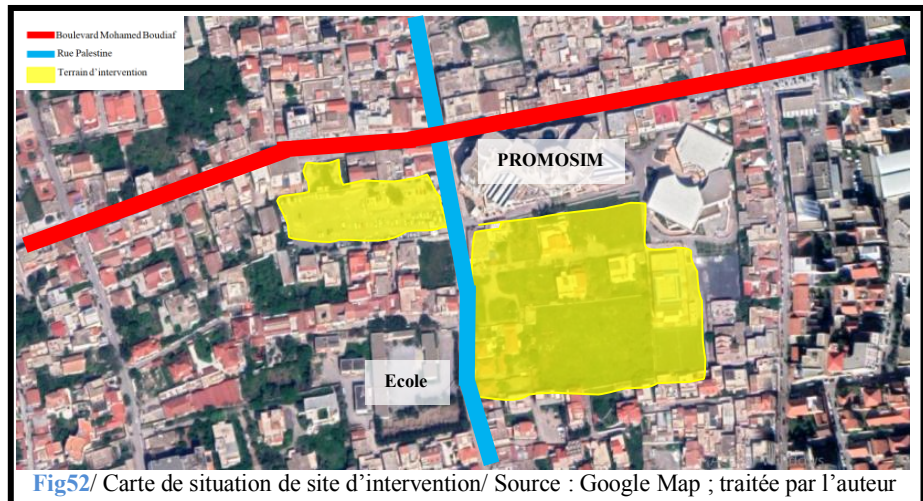 Boulevard Mohamed Boudiaf
Rue Palestine
Terrain d'intervention
PROMOSIM
Ecole
Fig52/ Carte de situation de site d'intervention/ Source : Google Map ; traitée par l'auteur